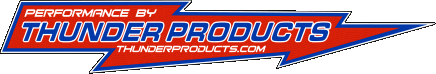 PERFORMANCE BY
THUNDER PRODUCTS
THUNDERPRODUCTS.COM